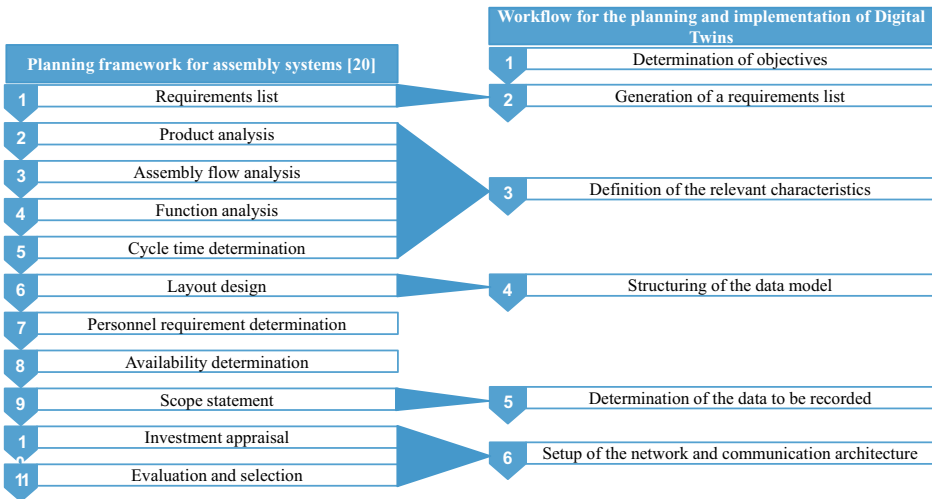 Planning framework for assembly systems [20]
1 Requirements list
2 Product analysis
3 Assembly flow analysis
4 Function analysis
5 Cycle time determination
6 Layout design
7 Personnel requirement determination
8 Availability determination
9 Scope statement
1 Investment appraisal
0
11 Evaluation and selection
Workflow for the planning and implementation of Digital
Twins
1 Determination of objectives
2 Generation of a requirements list
3 Definition of the relevant characteristics
4 Structuring of the data model
5 Determination of the data to be recorded
6 Setup of the network and communication architecture